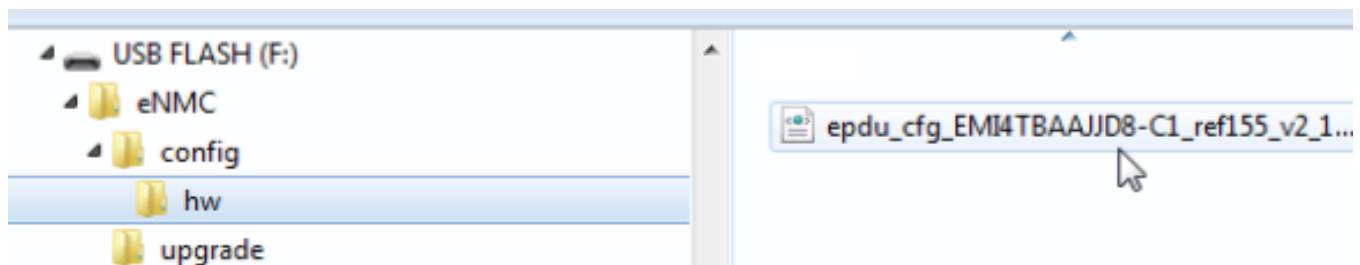 USB FLASH (F:)
eNMC
config
hw
upgrade
epdu_cfg_EMI4TBAAJJD8-C1_ref155_v2_1...